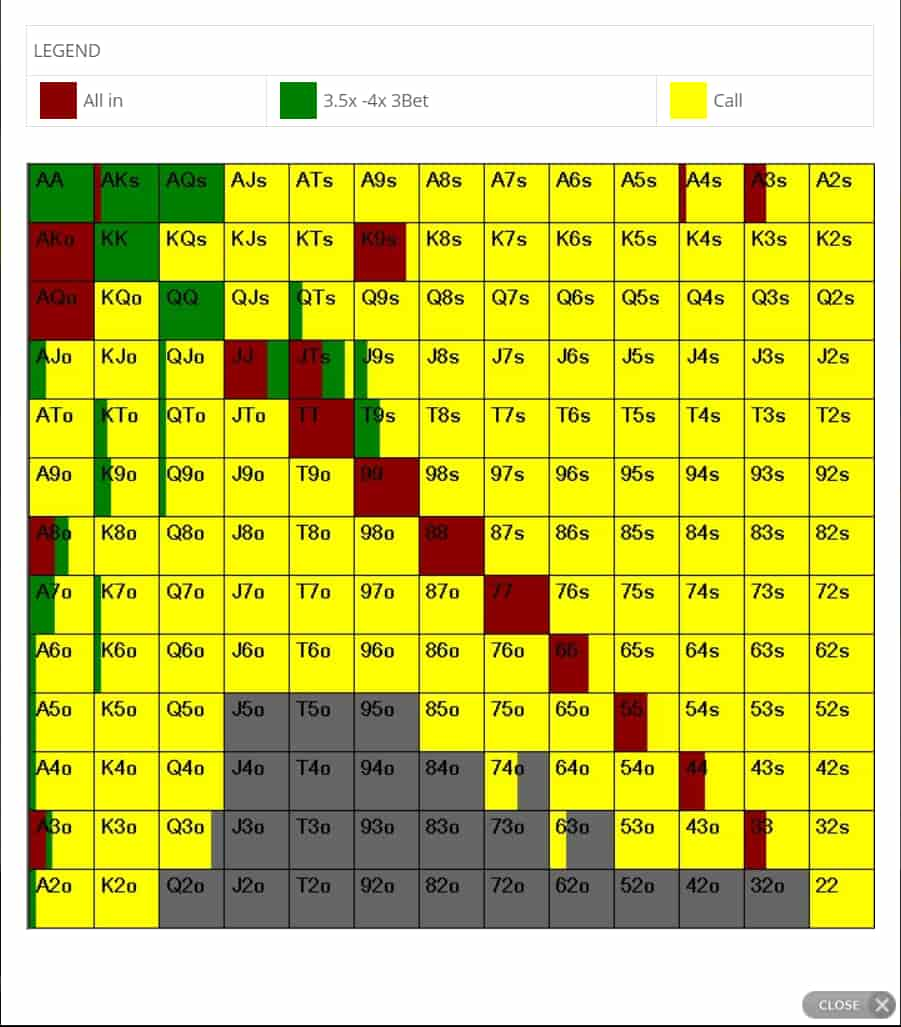 LEGEND
All in 3.5x -4x 3Bet Call
AA AKs AQs AJs ATs A9s A8s A7s A6s A5s A4s A3s A2s
AKo KK KQs KJs KTs K9s K8s K7s K6s K5s K4s K3s K2s
AQo KQo QQ QJs QTs Q9s Q8s Q7s Q6s Q5s Q4s Q3s Q2s
AJo KJo QJo JJ JTs J9s J8s J7s J6s J5s J4s J3s J2s
ATo KTo QTo JTo TT T9s T8s T7s T6s T5s T4s T3s T2s
A9o K9o Q9o J9o T9o 99 98s 97s 96s 95s 94s 93s 92s
A8o K8o Q8o J8o T8o 98o 88 87s 86s 85s 84s 83s 82s
A7o K7o Q7o J7o T7o 97o 87o 77 76s 75s 74s 73s 72s
A6o K6o Q6o J6o T6o 96o 86o 76o 66 65s 64s 63s 62s
A5o K5o Q5o J5o T5o 95o 85o 75o 65o 55 54s 53s 52s
A4o K4o Q4o J4o T4o 94o 84o 74o 64o 54o 44 43s 42s
A3o K3o Q3o J3o T3o 93o 83o 73o 63o 53o 43o 33 32s
A2o K2o Q2o J2o T2o 92o 82o 72o 62o 52o 42o 32o 22
CLOSE